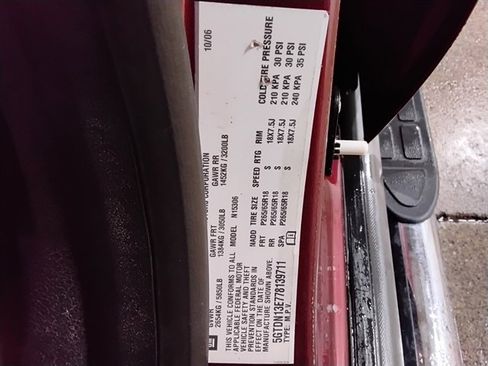 CORPORATION 10/06
GVWR GAWR FRT GAWR RR
2654KG / 5850LB 1384KG / 3050LB 1452KG / 3200LB
THIS VEHICLE CONFORMS TO ALL MODEL N15306
APPLICABLE FEDERAL MOTOR
VEHICLE SAFETY AND THEFT
PREVENTION STANDARDS IN
EFFECT ON THE DATE OF
MANUFACTURE SHOWN ABOVE.
5GTDN13E778139711
TYPE: M.P.V.
NADD TIRE SIZE SPEED RTG RIM COLD TIRE PRESSURE
FRT P265/65R18 S 18X7.5J 210 KPA 30 PSI
RR P265/65R18 S 18X7.5J 210 KPA 30 PSI
SPA P265/65R18 S 18X7.5J 240 KPA 35 PSI